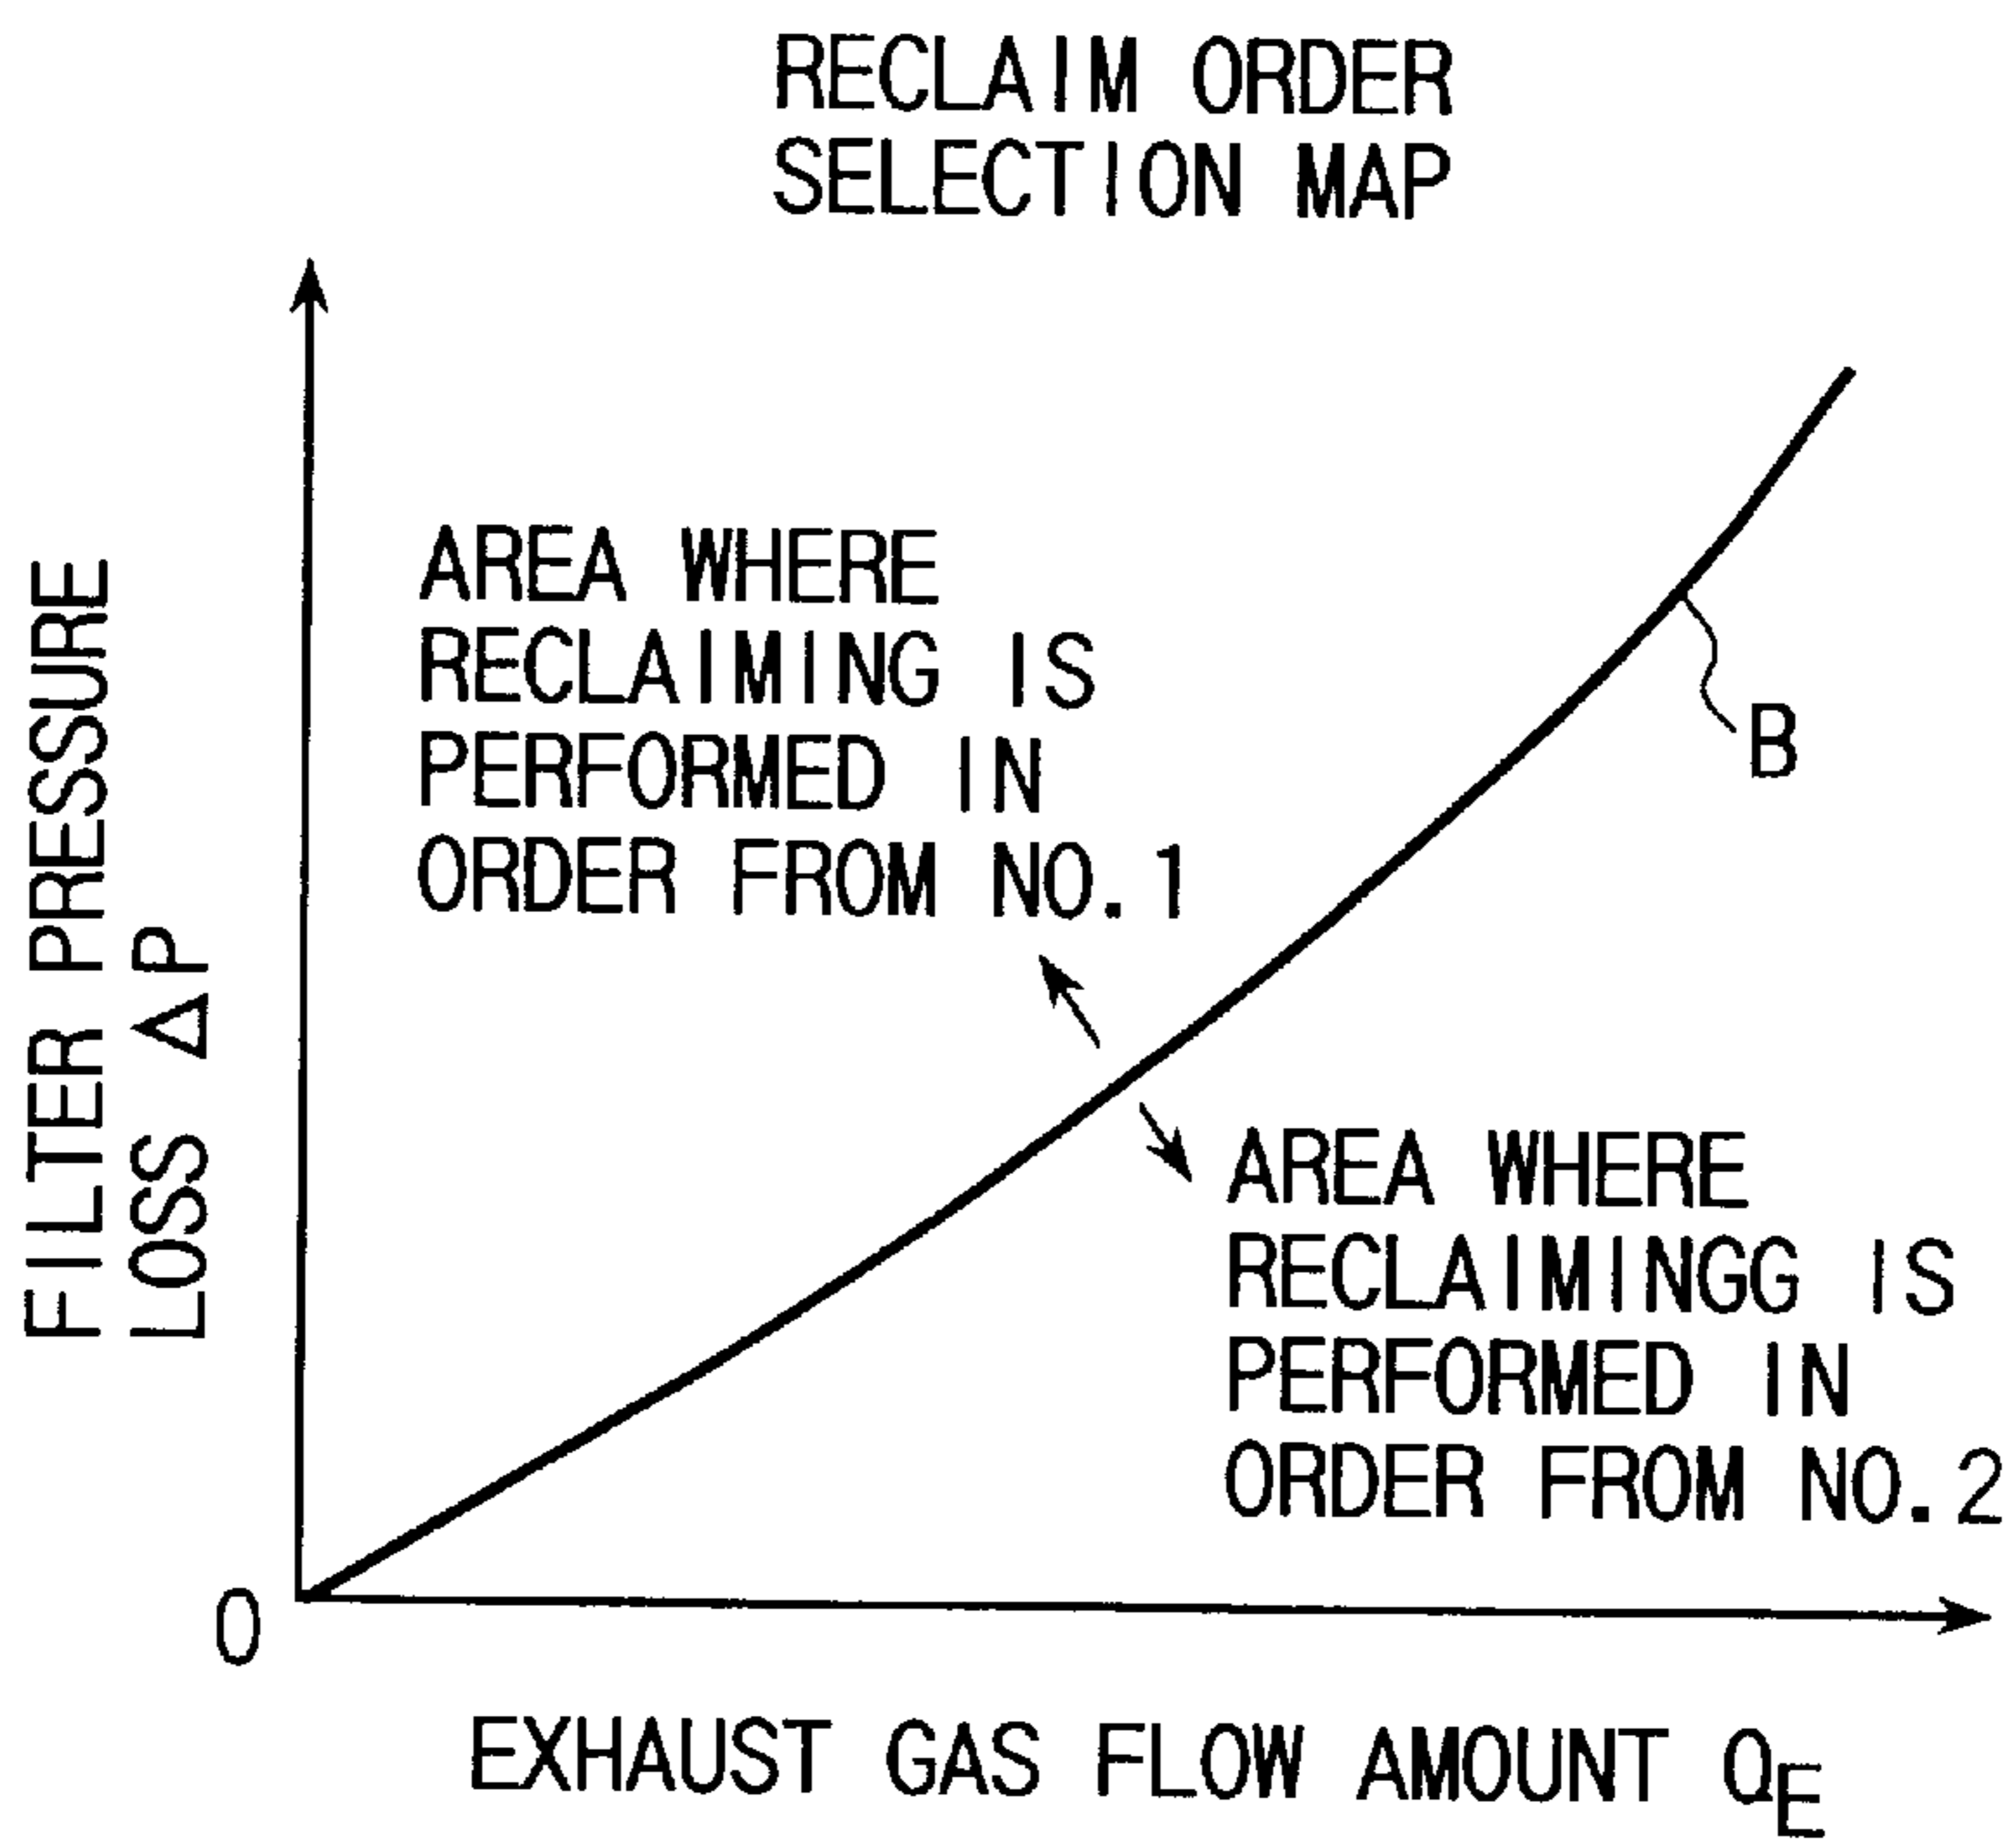 RECLAIM ORDER
SELECTION MAP
FILTER PRESSURE
LOSS ΔP
AREA WHERE
RECLAIMING IS
PERFORMED IN
ORDER FROM NO.1
B
AREA WHERE
RECLAIMINGG IS
PERFORMED IN
ORDER FROM NO.2
0
EXHAUST GAS FLOW AMOUNT QE